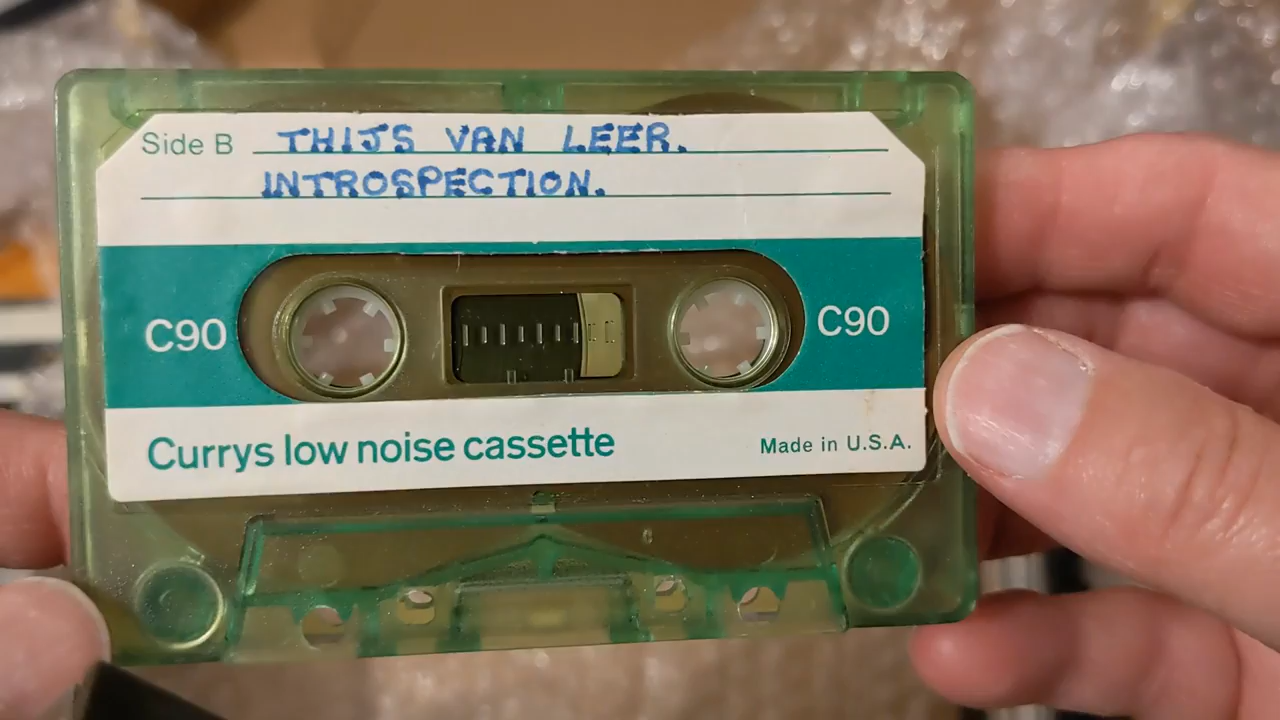 Side B THIJS VAN LEER.
INTROSPECTION.
C90 C90
Currys low noise cassette Made in U.S.A.